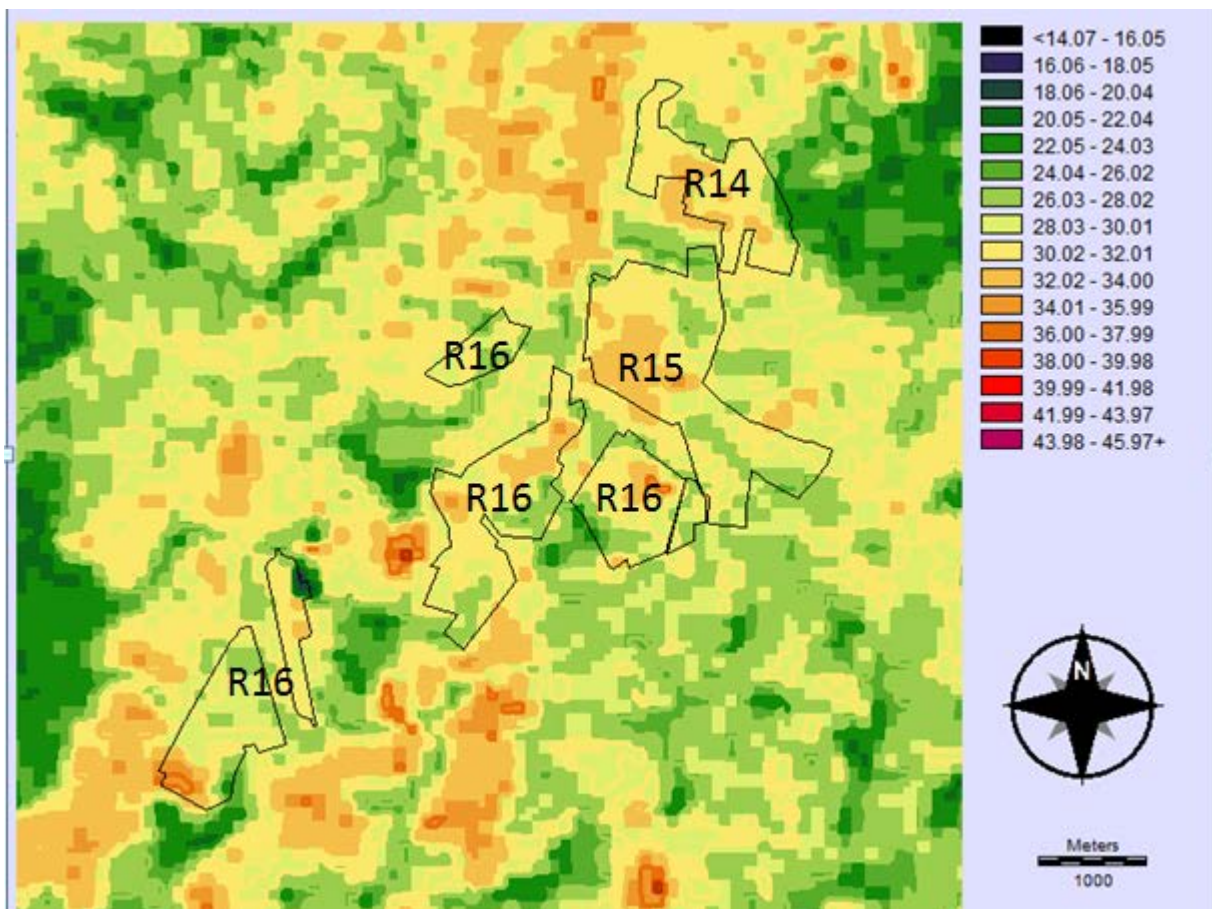 <14.07 - 16.05
16.06 - 18.05
18.06 - 20.04
20.05 - 22.04
22.05 - 24.03
24.04 - 26.02
26.03 - 28.02
28.03 - 30.01
30.02 - 32.01
32.02 - 34.00
34.01 - 35.99
36.00 - 37.99
38.00 - 39.98
39.99 - 41.98
41.99 - 43.97
43.98 - 45.97+
R14
R16
R15
R16
R16
R16
N
Meters
1000